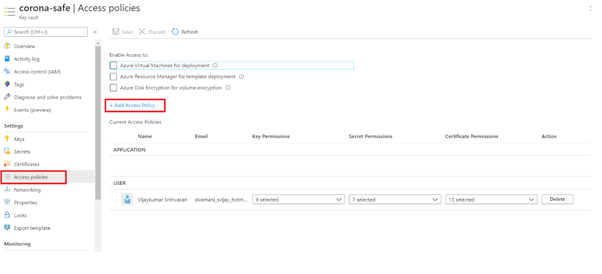 corona-safe | Access policies
Key vault
Search (Ctrl+/)
Save Discard Refresh
Overview
Activity log
Access control (IAM)
Tags
Diagnose and solve problems
Events (preview)
Settings
Keys
Secrets
Certificates
Access policies
Networking
Properties
Locks
Export template
Monitoring
Enable Access to:
Azure Virtual Machines for deployment
Azure Resource Manager for template deployment
Azure Disk Encryption for volume encryption
+ Add Access Policy
Current Access Policies
Name Email Key Permissions Secret Permissions Certificate Permissions Action
APPLICATION
USER
Vijaykumar Srinivasan sivamani_svijay_hotm... 9 selected 7 selected 15 selected Delete